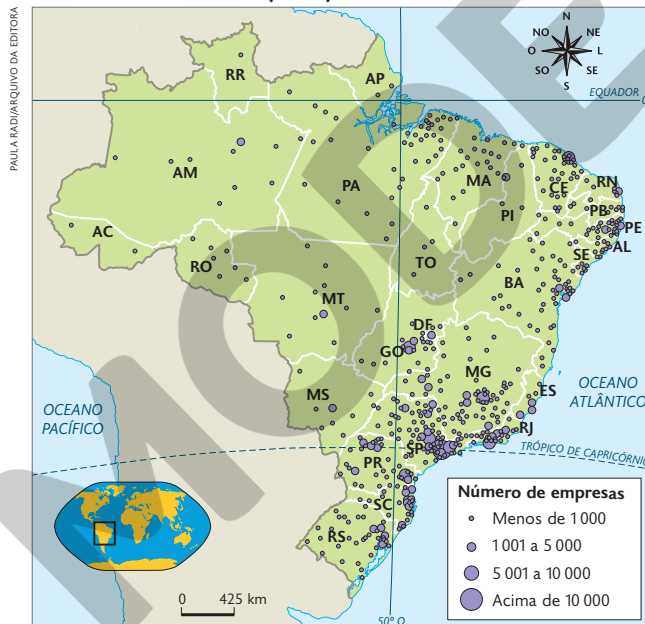 PAULA RADI/ARQUIVO DA EDITORA
N
NO
NE
O
L
SO
SE
S
EQUADOR
0
RR
AP
AM
PA
MA
CE
RN
PB
PI
PE
AC
AL
TO
SE
RO
BA
MT
DF
GO
MG
ES
MS
OCEANO
PACÍFICO
OCEANO
ATLÂNTICO
RJ
SP
TRÓPICO DE CAPRICÓRNIO
PR
SC
RS
Número de empresas
Menos de 1 000
1 001 a 5 000
5 001 a 10 000
Acima de 10 000
0 425 km
50° O
MODE